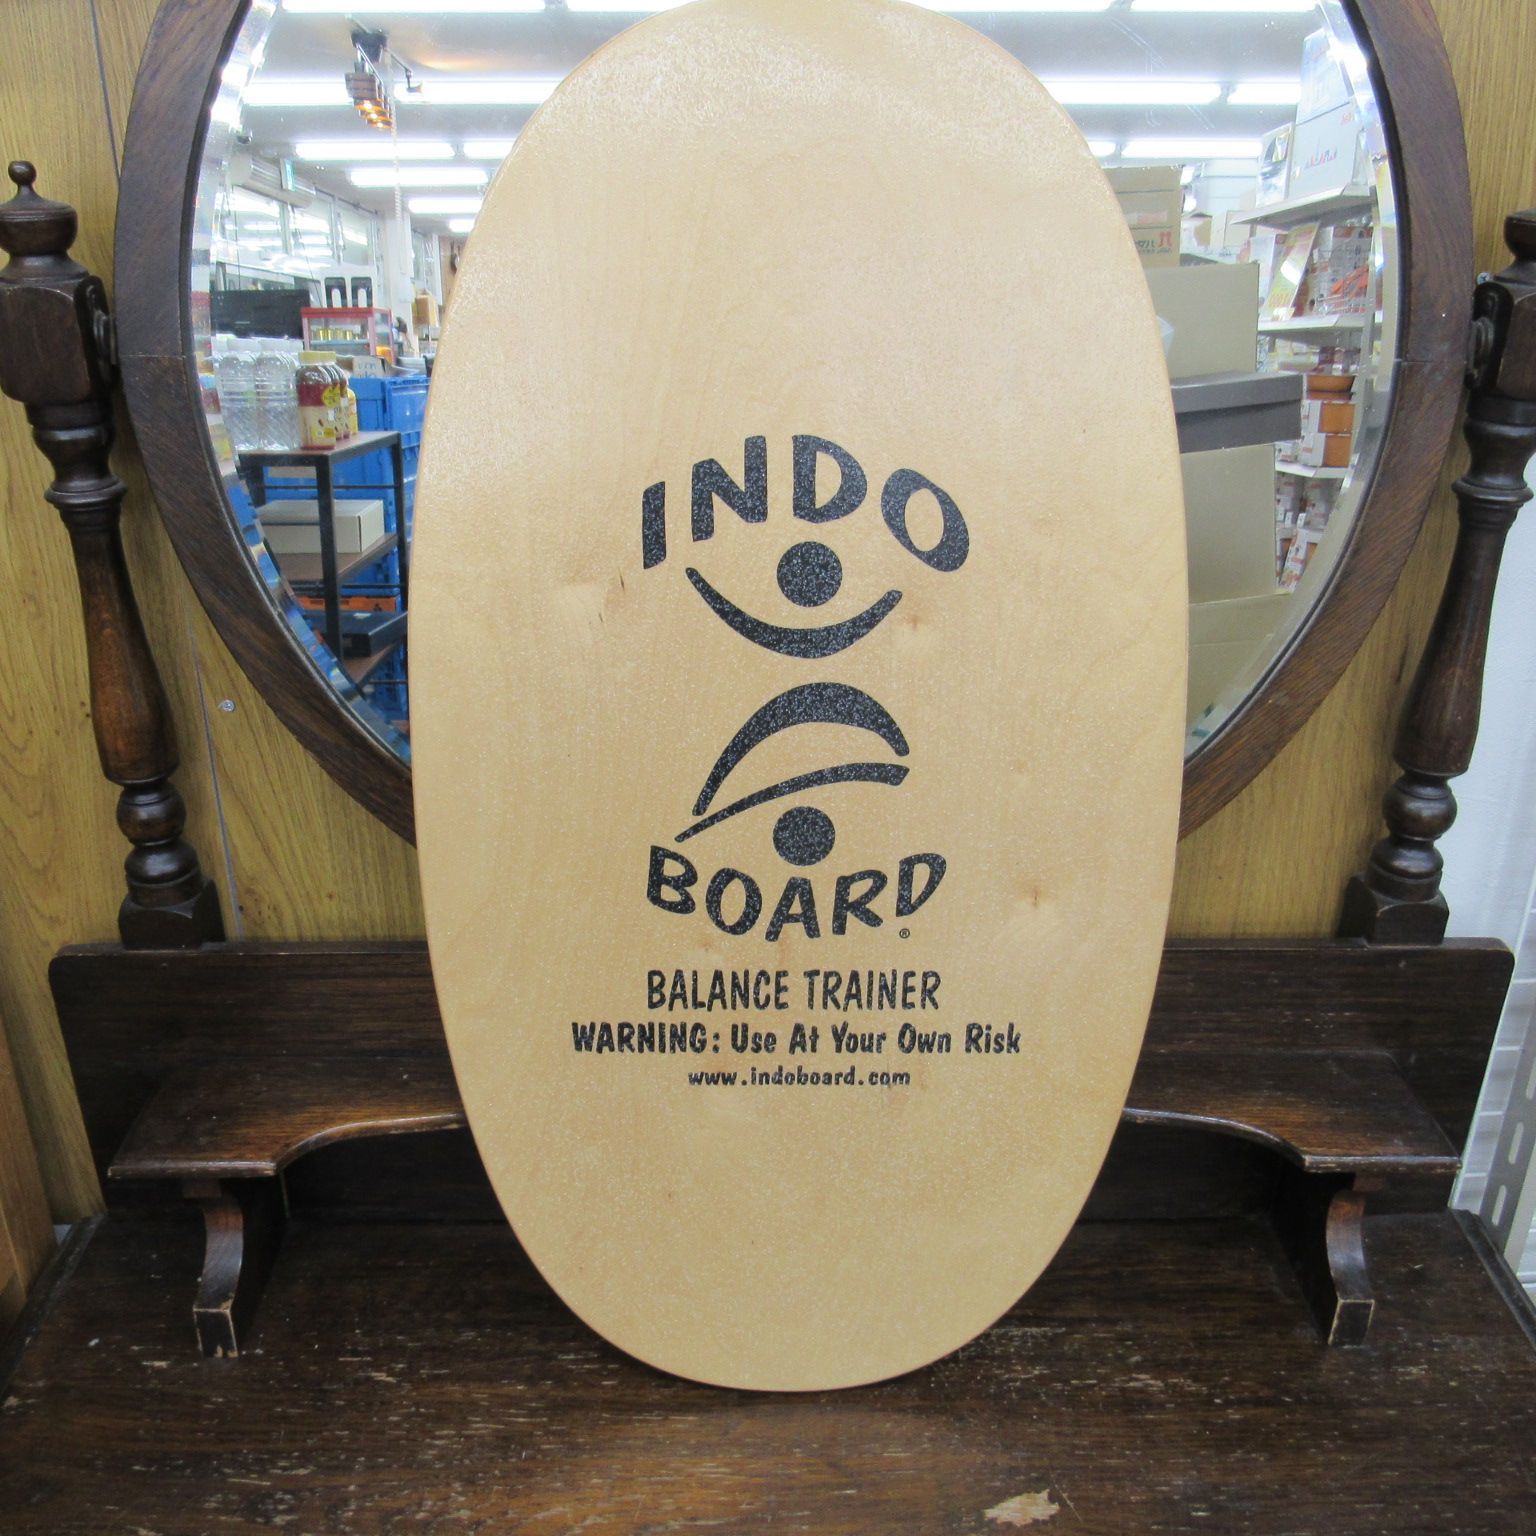 INDO
BOARD®
BALANCE TRAINER
WARNING: Use At Your Own Risk
www.indoboard.com